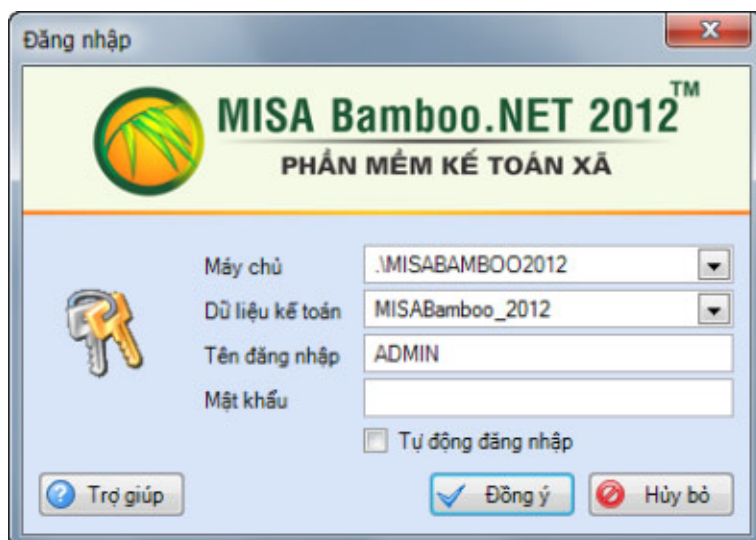 Đăng nhập
MISA Bamboo.NET 2012™
PHẦN MỀM KẾ TOÁN XÃ
Máy chủ .\MISABAMBOO2012
Dữ liệu kế toán MISABamboo_2012
Tên đăng nhập ADMIN
Mật khẩu
Tự động đăng nhập
Trợ giúp Đồng ý Hủy bỏ